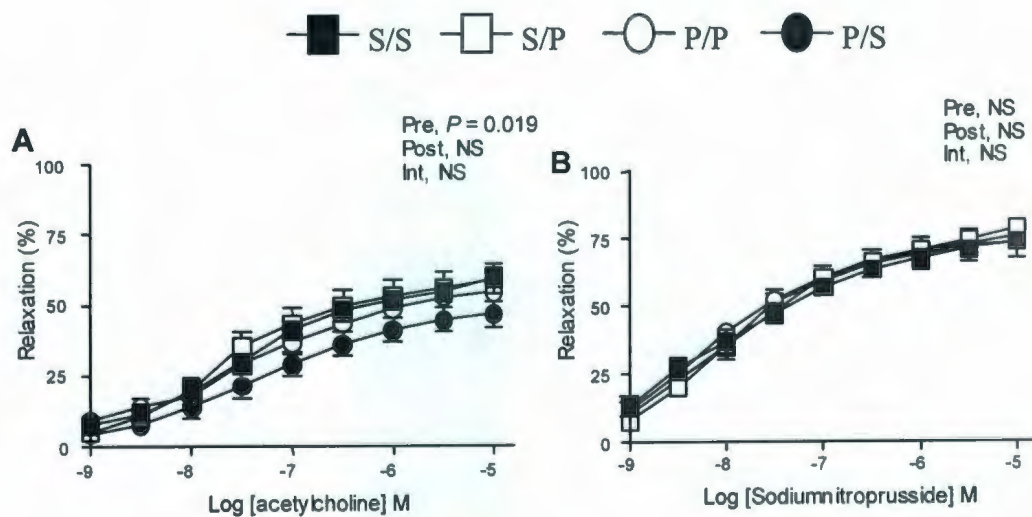 S/S S/P P/P P/S
A
Pre, P = 0.019
Post, NS
Int, NS
100
75
50
25
0
Relaxation (%)
-9 -8 -7 -6 -5
Log [acetylcholine] M
B
Pre, NS
Post, NS
Int, NS
100
75
50
25
0
Relaxation (%)
-9 -8 -7 -6 -5
Log [Sodiumnitroprusside] M